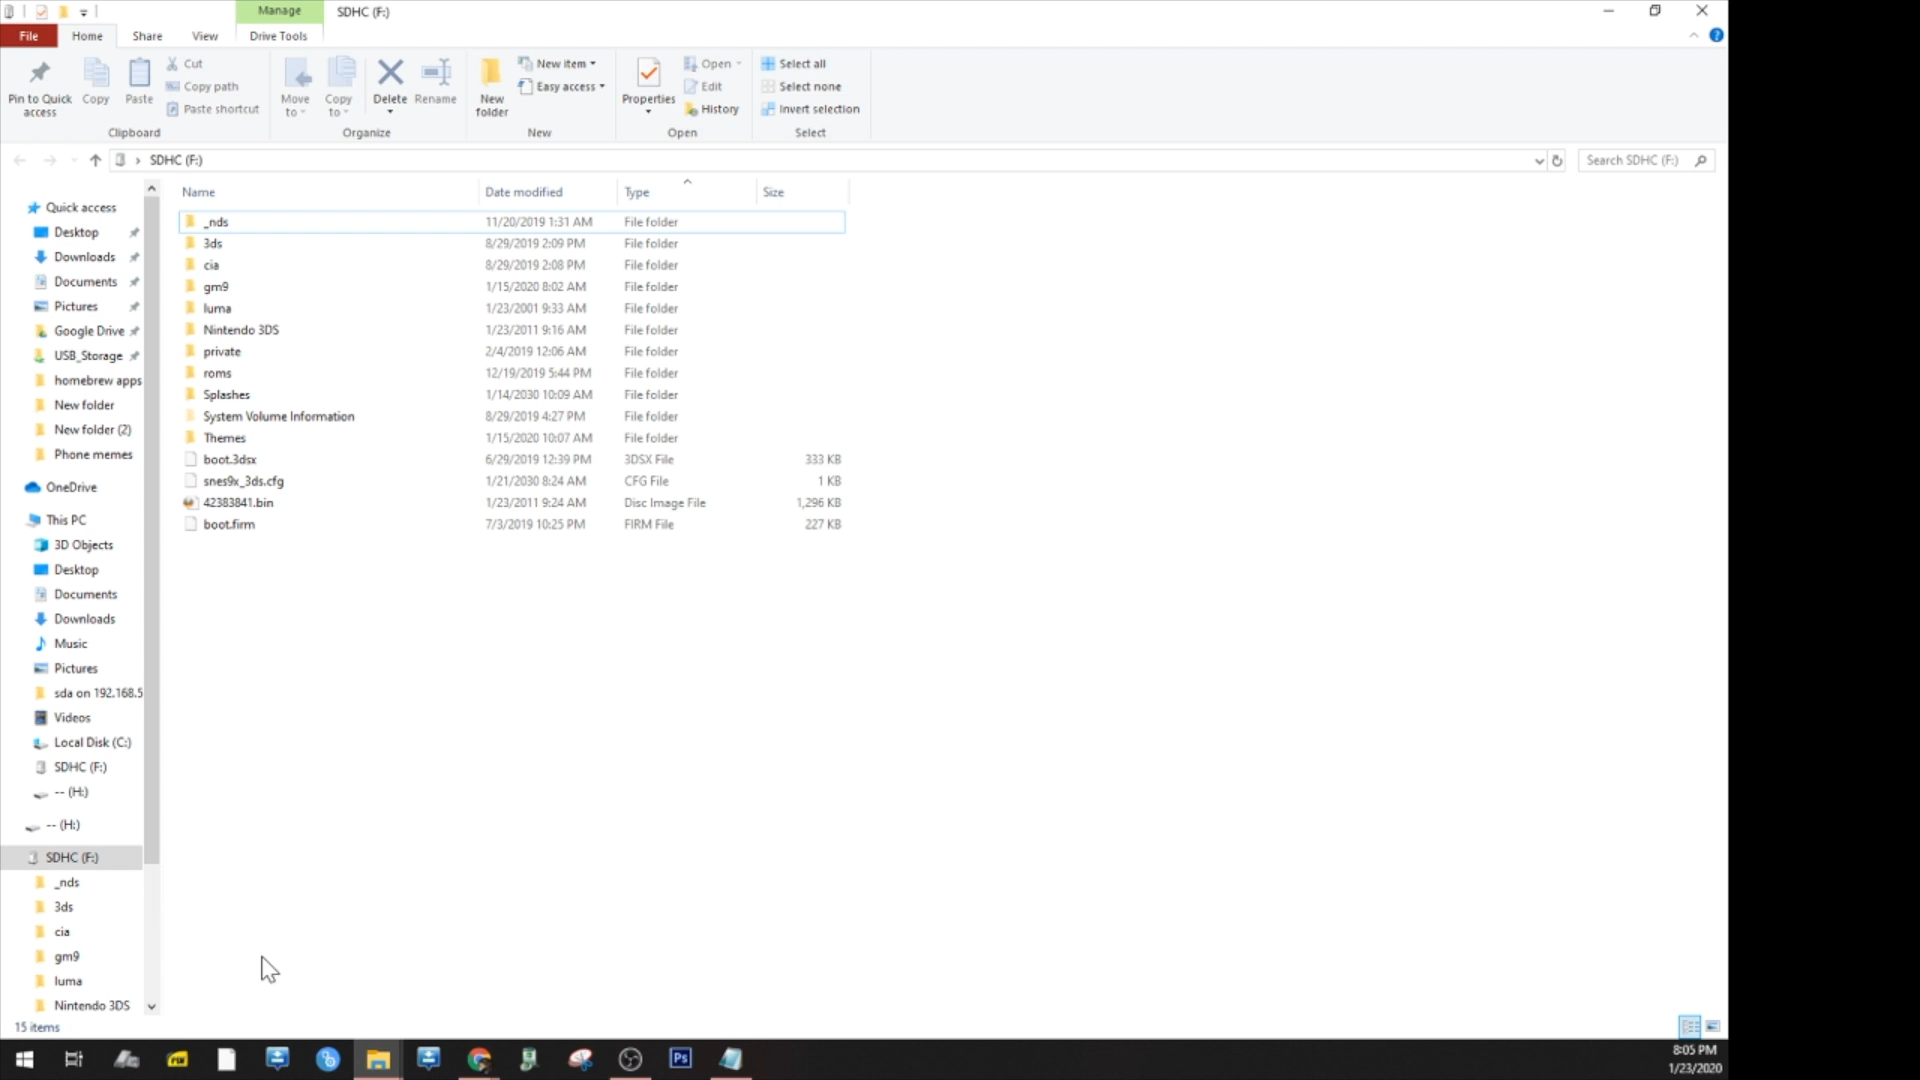 Manage
SDHC (F:)
File
Home
Share
View
Drive Tools
Pin to Quick access
Copy
Paste
Cut
Copy path
Paste shortcut
Clipboard
Move to
Copy to
Delete
Rename
Organize
New folder
New item
Easy access
New
Properties
Open
Edit
History
Open
Select all
Select none
Invert selection
Select
SDHC (F:)
Search SDHC (F:)
Name Date modified Type Size
_nds 11/20/2019 1:31 AM File folder
3ds 8/29/2019 2:09 PM File folder
cia 8/29/2019 2:08 PM File folder
gm9 1/15/2020 8:02 AM File folder
luma 1/23/2001 9:33 AM File folder
Nintendo 3DS 1/23/2011 9:16 AM File folder
private 2/4/2019 12:06 AM File folder
roms 12/19/2019 5:44 PM File folder
Splashes 1/14/2030 10:09 AM File folder
System Volume Information 8/29/2019 4:27 PM File folder
Themes 1/15/2020 10:07 AM File folder
boot.3dsx 6/29/2019 12:39 PM 3DSX File 333 KB
snes9x_3ds.cfg 1/21/2030 8:24 AM CFG File 1 KB
42383841.bin 1/23/2011 9:24 AM Disc Image File 1,296 KB
boot.firm 7/3/2019 10:25 PM FIRM File 227 KB
Quick access
Desktop
Downloads
Documents
Pictures
Google Drive
USB_Storage
homebrew apps
New folder
New folder (2)
Phone memes
OneDrive
This PC
3D Objects
Desktop
Documents
Downloads
Music
Pictures
sda on 192.168.5
Videos
Local Disk (C:)
SDHC (F:)
-- (H:)
-- (H:)
SDHC (F:)
_nds
3ds
cia
gm9
luma
Nintendo 3DS
15 items
Ps
8:05 PM
1/23/2020